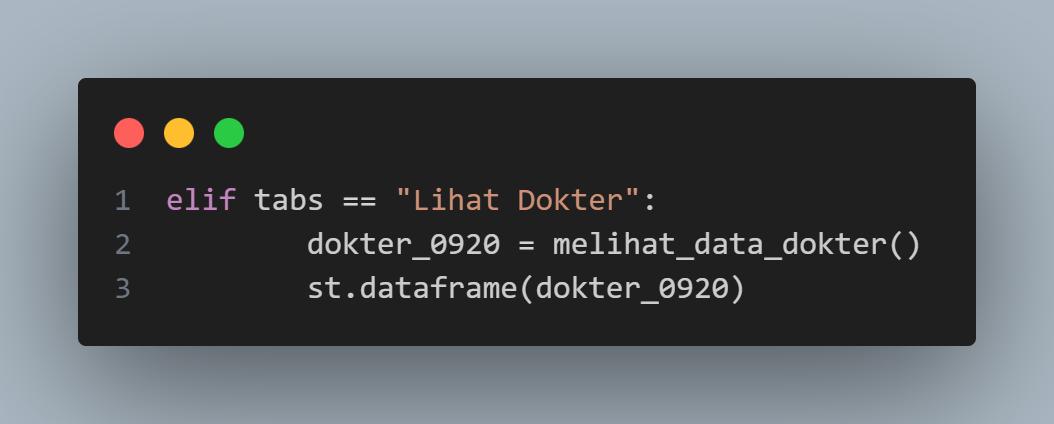 1 elif tabs == "Lihat Dokter":
2         dokter_0920 = melihat_data_dokter()
3         st.dataframe(dokter_0920)